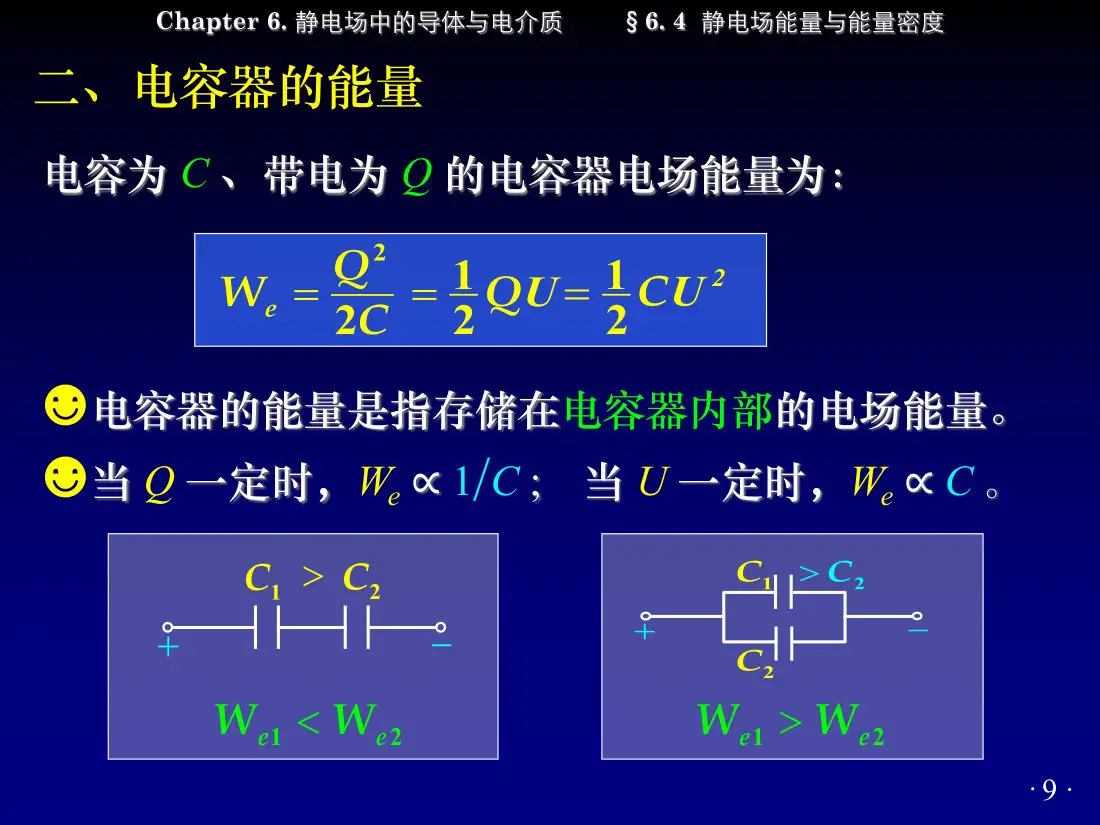 Chapter 6. 静电场中的导体与电介质 §6. 4 静电场能量与能量密度
二、电容器的能量
电容为 C 、带电为 Q 的电容器电场能量为:
Wₑ = Q²/2C = 1/2 QU = 1/2 CU²
电容器的能量是指存储在电容器内部的电场能量。
当 Q 一定时，Wₑ ∝ 1/C ； 当 U 一定时，Wₑ ∝ C 。
C₁ > C₂
+ −
Wₑ₁ < Wₑ₂
C₁ > C₂
+ −
C₂
Wₑ₁ > Wₑ₂
· 9 ·